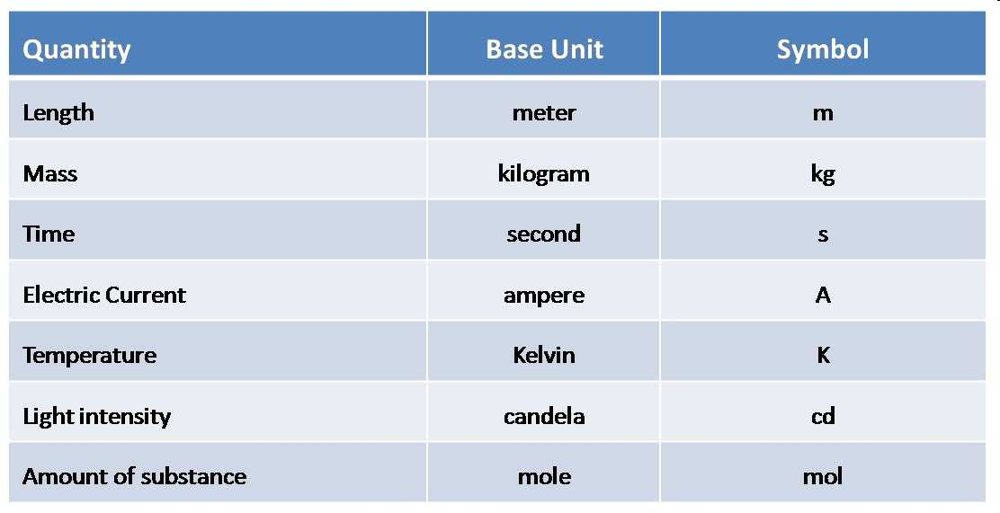 Quantity Base Unit Symbol
Length meter m
Mass kilogram kg
Time second s
Electric Current ampere A
Temperature Kelvin K
Light intensity candela cd
Amount of substance mole mol